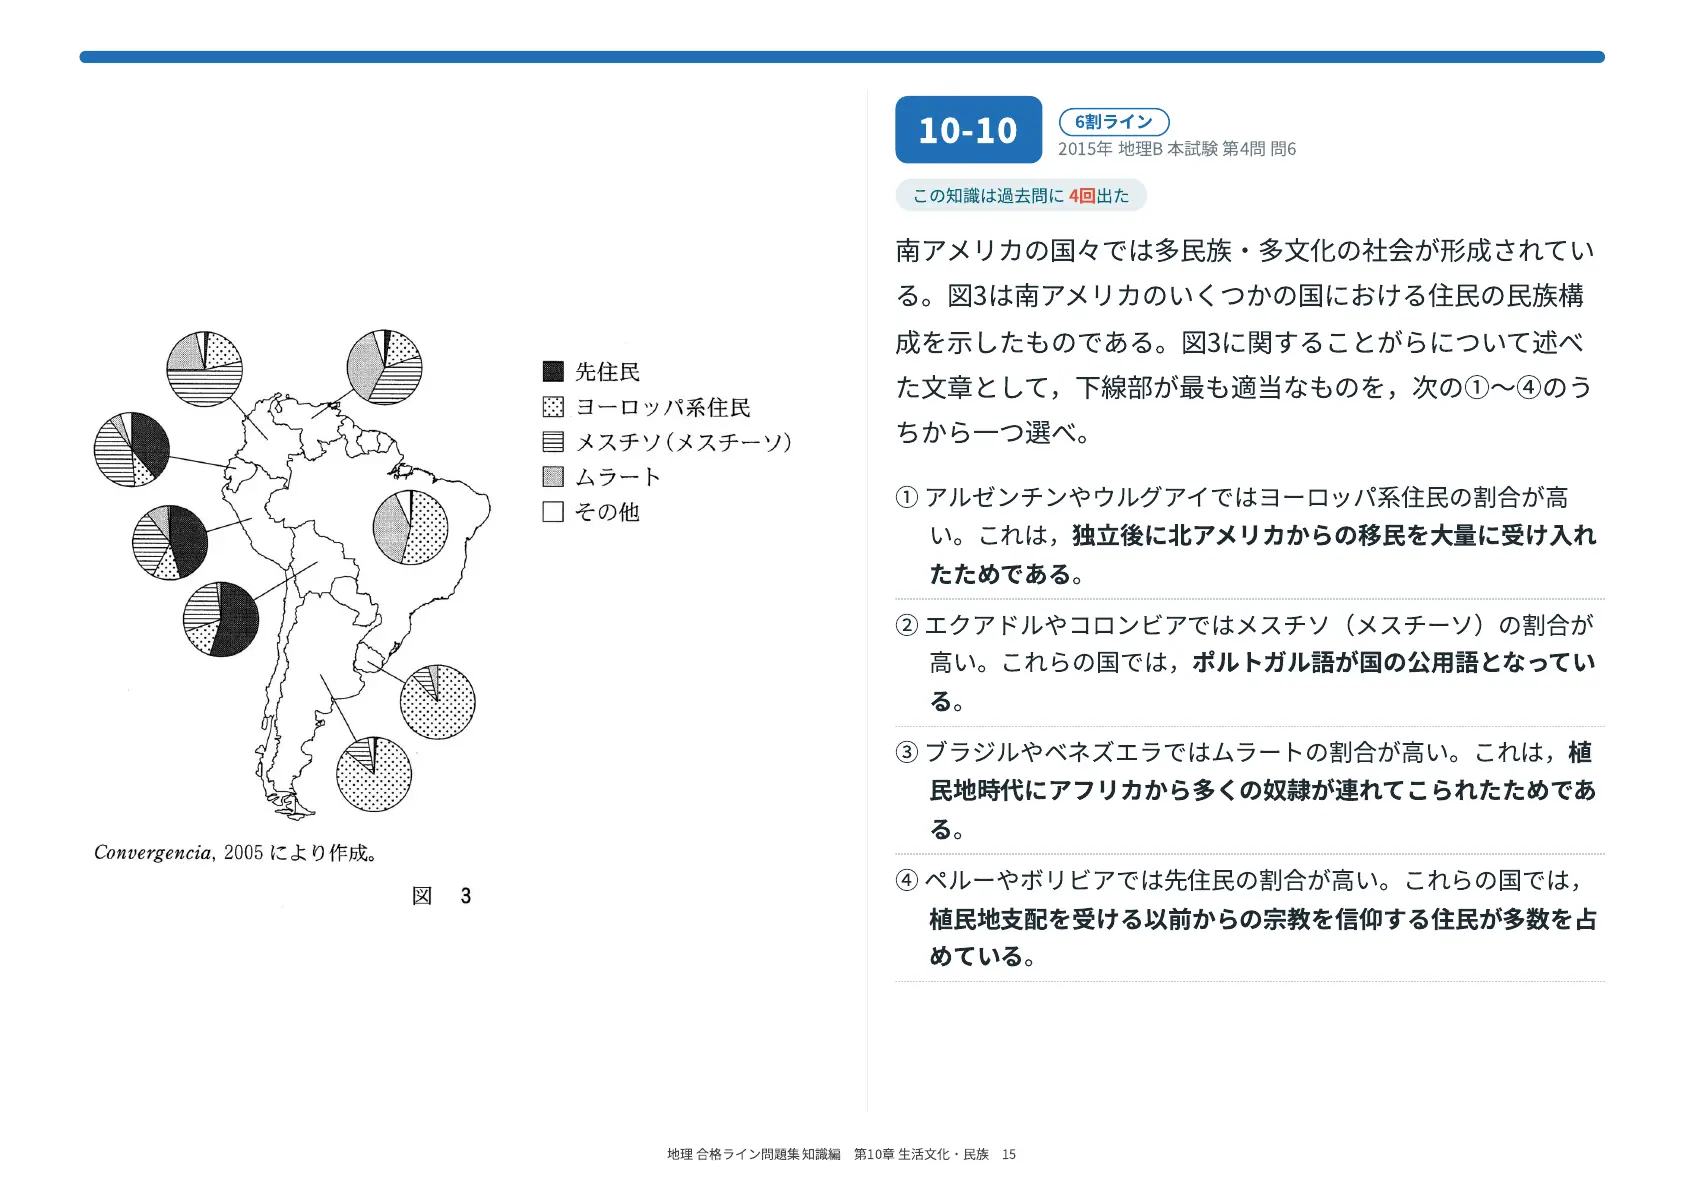 先住民
ヨーロッパ系住民
メスチソ(メスチーソ)
ムラート
その他
Convergencia, 2005 により作成。
図 3
10-10
6割ライン
2015年 地理B 本試験 第4問 問6
この知識は過去問に 4回出た
南アメリカの国々では多民族・多文化の社会が形成されてい
る。図3は南アメリカのいくつかの国における住民の民族構
成を示したものである。図3に関することがらについて述べ
た文章として，下線部が最も適当なものを，次の①～④のう
ちから一つ選べ。
① アルゼンチンやウルグアイではヨーロッパ系住民の割合が高
い。これは，独立後に北アメリカからの移民を大量に受け入れ
たためである。
② エクアドルやコロンビアではメスチソ（メスチーソ）の割合が
高い。これらの国では，ポルトガル語が国の公用語となってい
る。
③ ブラジルやベネズエラではムラートの割合が高い。これは，植
民地時代にアフリカから多くの奴隷が連れてこられたためであ
る。
④ ペルーやボリビアでは先住民の割合が高い。これらの国では，
植民地支配を受ける以前からの宗教を信仰する住民が多数を占
めている。
地理 合格ライン問題集 知識編 第10章 生活文化・民族 15